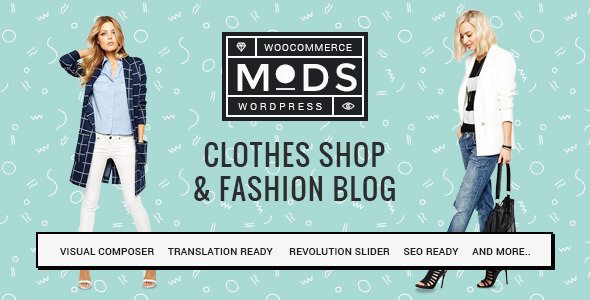 WOOCOMMERCE
MODS
WORDPRESS
CLOTHES SHOP
& FASHION BLOG
VISUAL COMPOSER TRANSLATION READY REVOLUTION SLIDER SEO READY AND MORE..